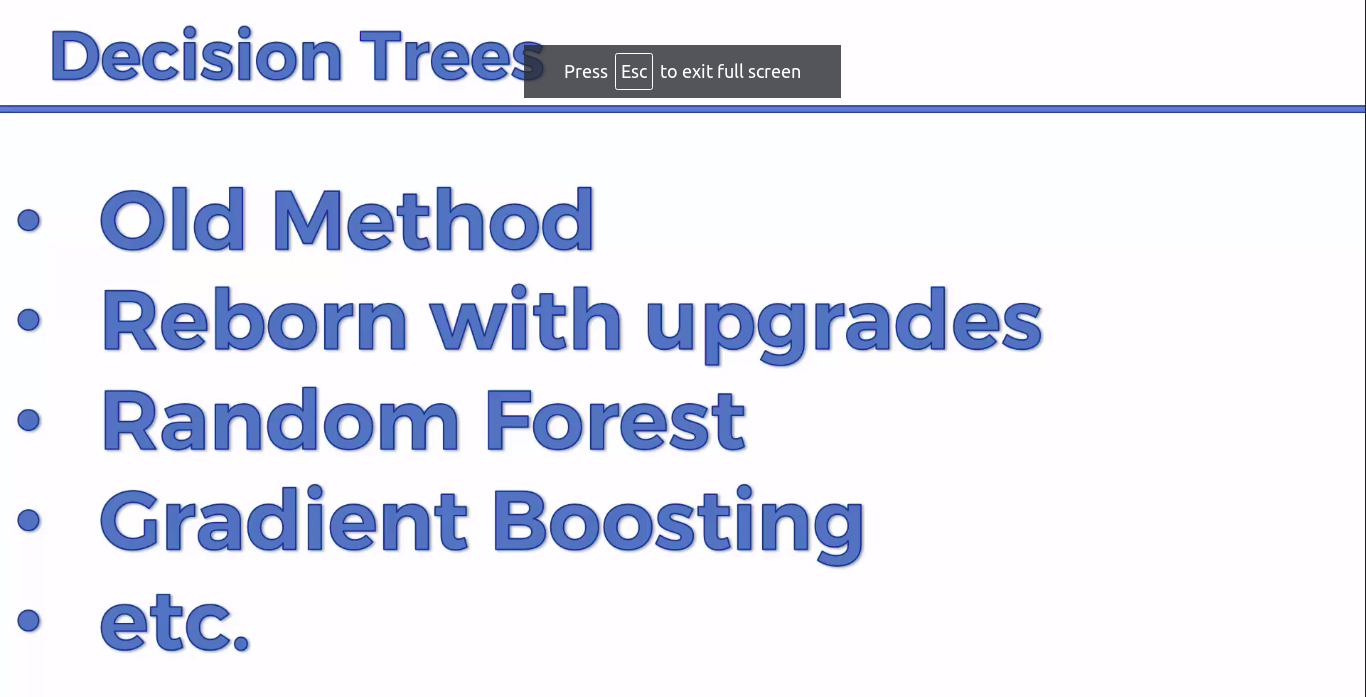 Decision Trees
Press Esc to exit full screen
• Old Method
• Reborn with upgrades
• Random Forest
• Gradient Boosting
• etc.